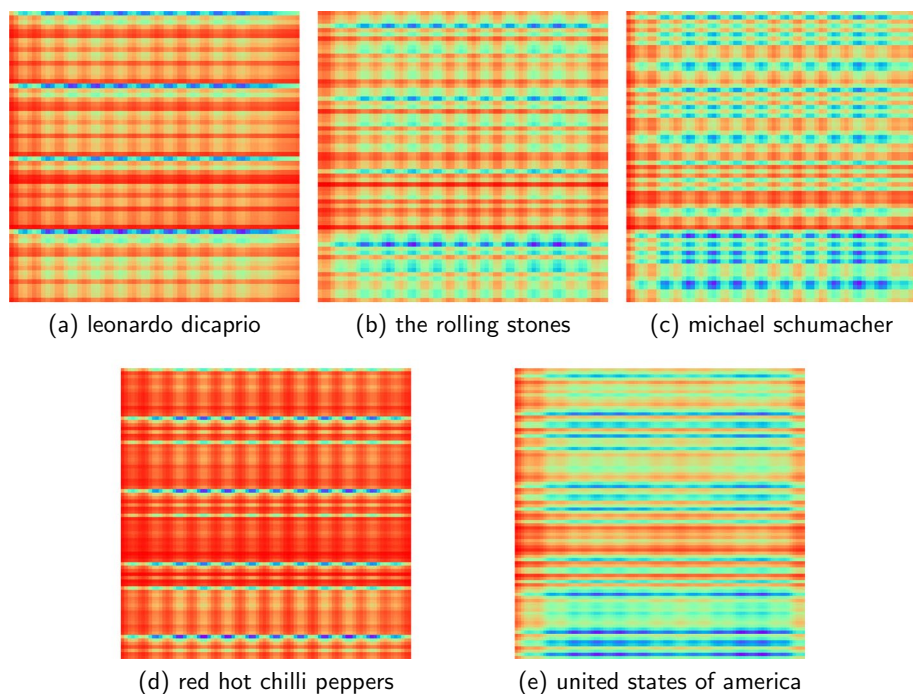 (a) leonardo dicaprio
(b) the rolling stones
(c) michael schumacher
(d) red hot chilli peppers
(e) united states of america